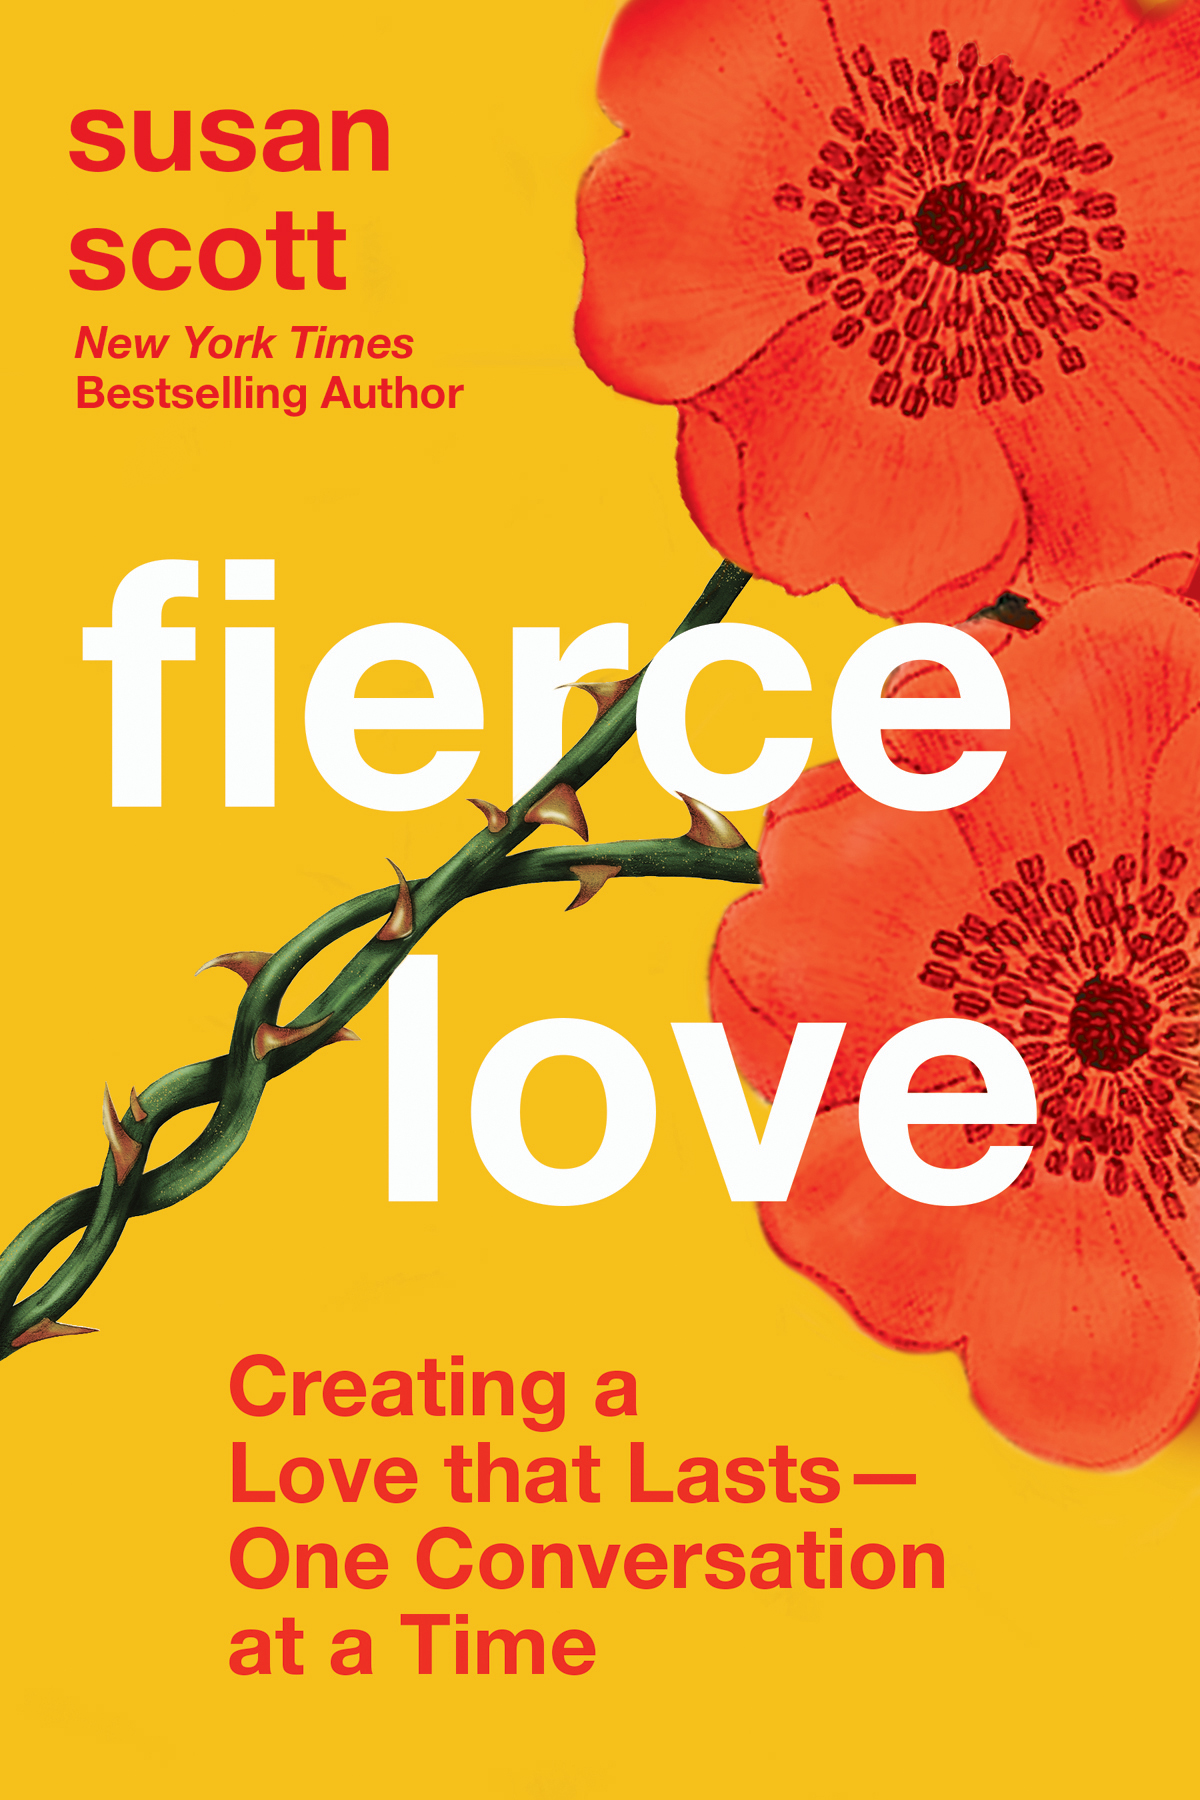 susan
scott
New York Times
Bestselling Author
fierce
love
Creating a
Love that Lasts—
One Conversation
at a Time